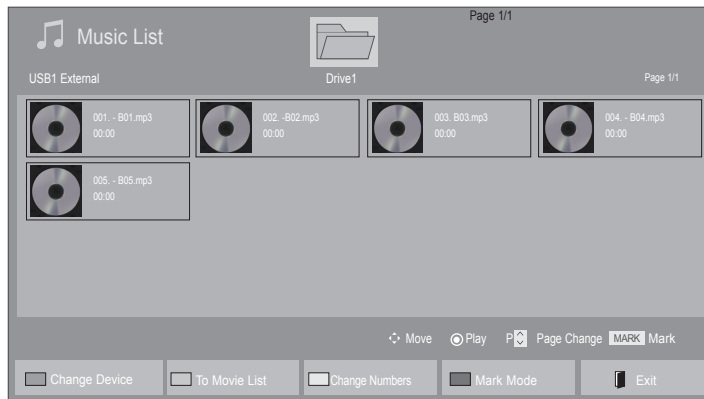 Page 1/1
Music List
USB1 External
Drive1
Page 1/1
001. - B01.mp3
00:00
002. -B02.mp3
00:00
003. B03.mp3
00:00
004. - B04.mp3
00:00
005. - B05.mp3
00:00
Move Play P Page Change MARK Mark
Change Device To Movie List Change Numbers Mark Mode Exit